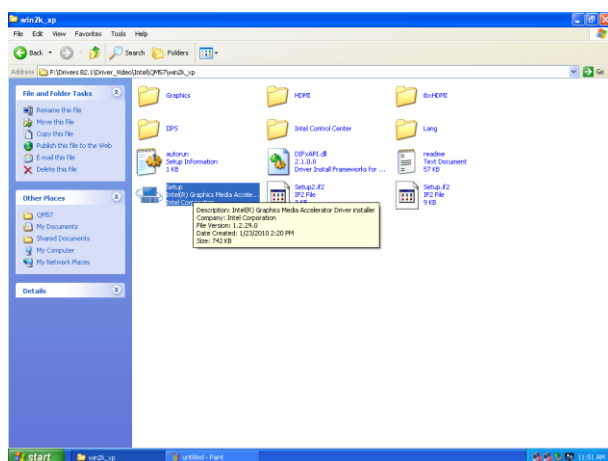 win2k_xp
File Edit View Favorites Tools Help
Back Search Folders
Address F:\Drivers B2.1\Driver_Video\Intel\QM57\win2k_xp Go
File and Folder Tasks
Rename this file
Move this file
Copy this file
Publish this file to the Web
E-mail this file
Delete this file
Other Places
QM57
My Documents
Shared Documents
My Computer
My Network Places
Details
Graphics
HDMI
ibxHDMI
IIPS
Intel Control Center
Lang
autorun
Setup Information
1 KB
DIFxAPI.dll
2.1.0.0
Driver Install Frameworks for ...
readme
Text Document
57 KB
Setup
Intel(R) Graphics Media Accele...
Intel Corporation
Setup2.if2
IF2 File
Setup.if2
IF2 File
9 KB
Description: Intel(R) Graphics Media Accelerator Driver installer
Company: Intel Corporation
File Version: 1.2.29.0
Date Created: 1/23/2010 2:20 PM
Size: 742 KB
start
win2k_xp
untitled - Paint
11:51 AM